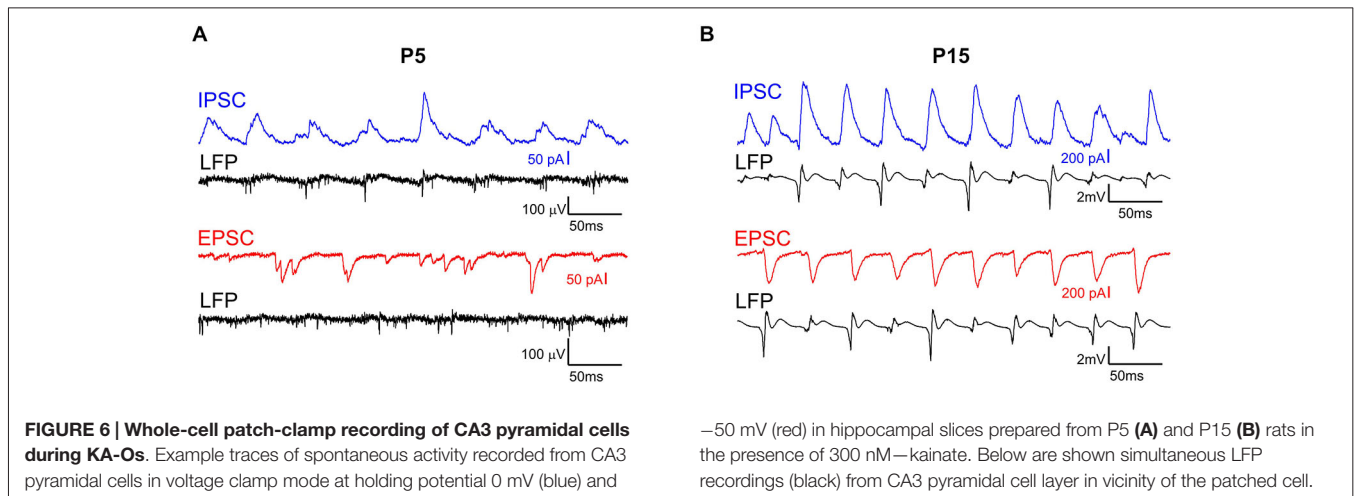 A
P5
IPSC
50 pA
LFP
100 μV
50ms
EPSC
50 pA
LFP
100 μV
50ms
B
P15
IPSC
200 pA
LFP
2mV
50ms
EPSC
200 pA
LFP
2mV
50ms
FIGURE 6 | Whole-cell patch-clamp recording of CA3 pyramidal cells
during KA-Os. Example traces of spontaneous activity recorded from CA3
pyramidal cells in voltage clamp mode at holding potential 0 mV (blue) and
−50 mV (red) in hippocampal slices prepared from P5 (A) and P15 (B) rats in
the presence of 300 nM—kainate. Below are shown simultaneous LFP
recordings (black) from CA3 pyramidal cell layer in vicinity of the patched cell.